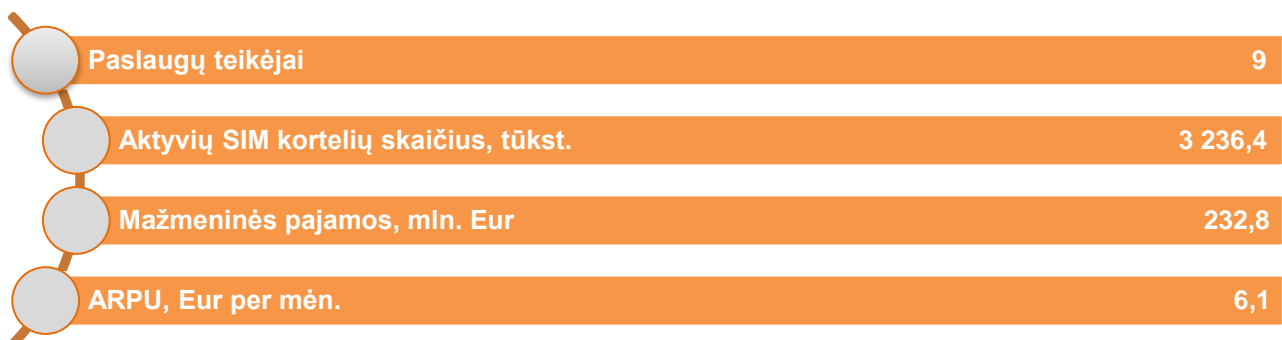 Paslaugų teikėjai 9
Aktyvių SIM kortelių skaičius, tūkst. 3 236,4
Mažmeninės pajamos, mln. Eur 232,8
ARPU, Eur per mėn. 6,1